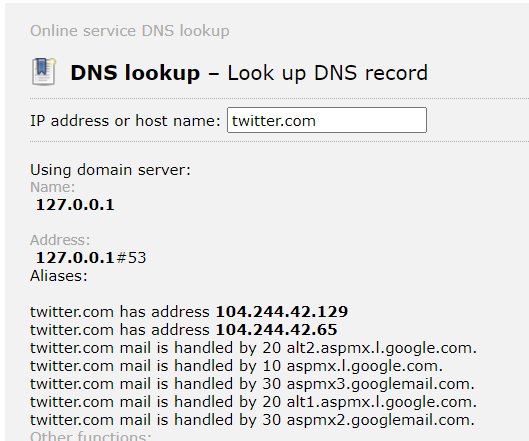 Online service DNS lookup
DNS lookup – Look up DNS record
IP address or host name: twitter.com
Using domain server:
Name:
127.0.0.1
Address:
127.0.0.1#53
Aliases:
twitter.com has address 104.244.42.129
twitter.com has address 104.244.42.65
twitter.com mail is handled by 20 alt2.aspmx.l.google.com.
twitter.com mail is handled by 10 aspmx.l.google.com.
twitter.com mail is handled by 30 aspmx3.googlemail.com.
twitter.com mail is handled by 20 alt1.aspmx.l.google.com.
twitter.com mail is handled by 30 aspmx2.googlemail.com.
Other functions: